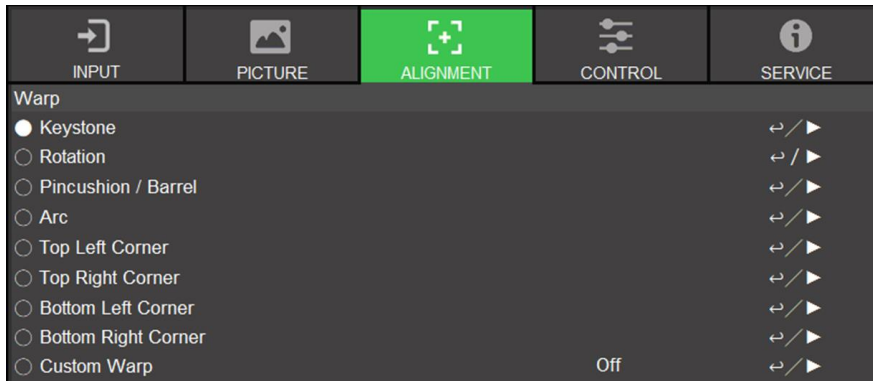 INPUT PICTURE ALIGNMENT CONTROL SERVICE
Warp
Keystone ↩/▶
Rotation ↩/▶
Pincushion / Barrel ↩/▶
Arc ↩/▶
Top Left Corner ↩/▶
Top Right Corner ↩/▶
Bottom Left Corner ↩/▶
Bottom Right Corner ↩/▶
Custom Warp Off ↩/▶